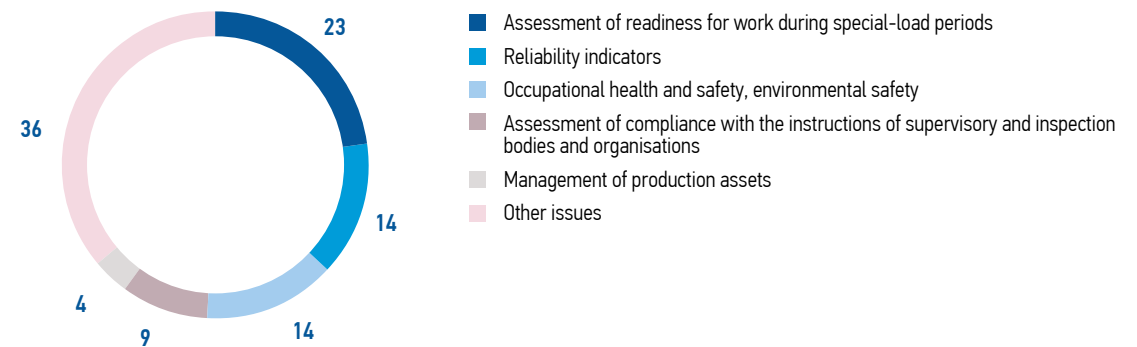 23
14
14
9
4
36
Assessment of readiness for work during special-load periods
Reliability indicators
Occupational health and safety, environmental safety
Assessment of compliance with the instructions of supervisory and inspection
bodies and organisations
Management of production assets
Other issues